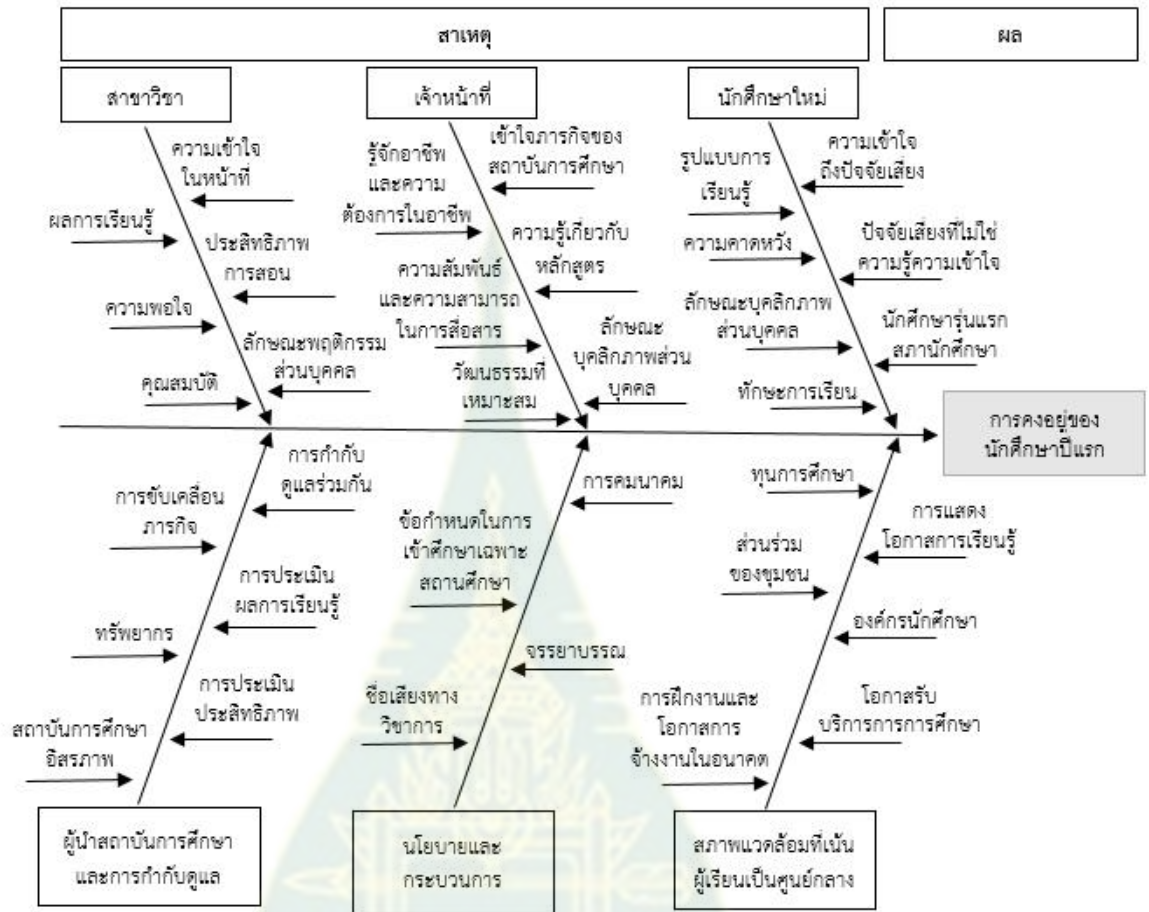 สาเหตุ
ผล
สาขาวิชา
ความเข้าใจ
ในหน้าที่
ผลการเรียนรู้
ประสิทธิภาพ
การสอน
ความพอใจ
ลักษณะพฤติกรรม
ส่วนบุคคล
คุณสมบัติ
เจ้าหน้าที่
รู้จักอาชีพ
และความ
ต้องการในอาชีพ
เข้าใจภารกิจของ
สถาบันการศึกษา
ความรู้เกี่ยวกับ
หลักสูตร
ความสัมพันธ์
และความสามารถ
ในการสื่อสาร
ลักษณะ
บุคลิกภาพส่วน
บุคคล
วัฒนธรรมที่
เหมาะสม
นักศึกษาใหม่
รูปแบบการ
เรียนรู้
ความเข้าใจ
ถึงปัจจัยเสี่ยง
ความคาดหวัง
ปัจจัยเสี่ยงที่ไม่ใช่
ความรู้ความเข้าใจ
ลักษณะบุคลิกภาพ
ส่วนบุคคล
นักศึกษารุ่นแรก
สภานักศึกษา
ทักษะการเรียน
การคงอยู่ของ
นักศึกษาปีแรก
การกำกับ
ดูแลร่วมกัน
การขับเคลื่อน
ภารกิจ
การประเมิน
ผลการเรียนรู้
ทรัพยากร
การประเมิน
ประสิทธิภาพ
สถาบันการศึกษา
อิสรภาพ
ผู้นำสถาบันการศึกษา
และการกำกับดูแล
การคมนาคม
ข้อกำหนดในการ
เข้าศึกษาเฉพาะ
สถานศึกษา
จรรยาบรรณ
ชื่อเสียงทาง
วิชาการ
นโยบายและ
กระบวนการ
ทุนการศึกษา
การแสดง
โอกาสการเรียนรู้
ส่วนร่วม
ของชุมชน
องค์กรนักศึกษา
การฝึกงานและ
โอกาสการ
จ้างงานในอนาคต
โอกาสรับ
บริการการการศึกษา
สภาพแวดล้อมที่เน้น
ผู้เรียนเป็นศูนย์กลาง